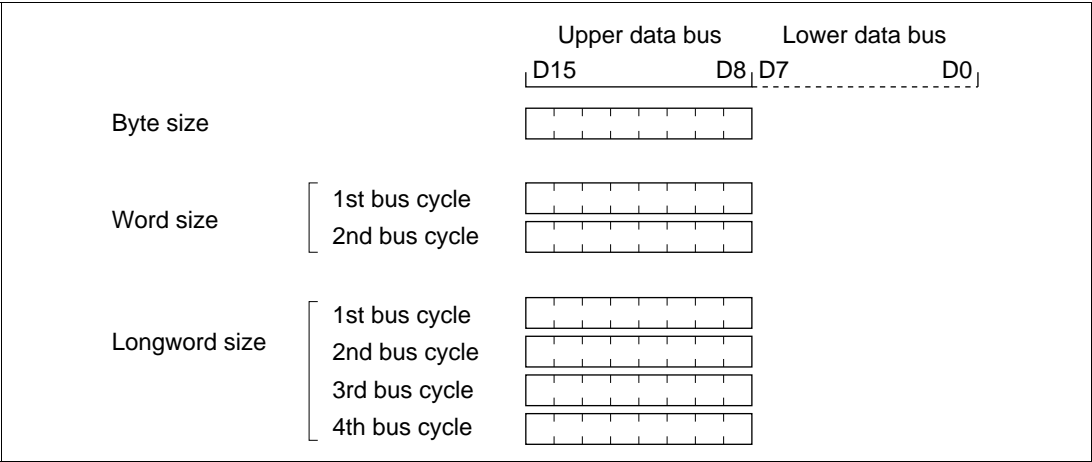 Upper data bus Lower data bus
D15 D8 D7 D0
Byte size
Word size
1st bus cycle
2nd bus cycle
Longword size
1st bus cycle
2nd bus cycle
3rd bus cycle
4th bus cycle